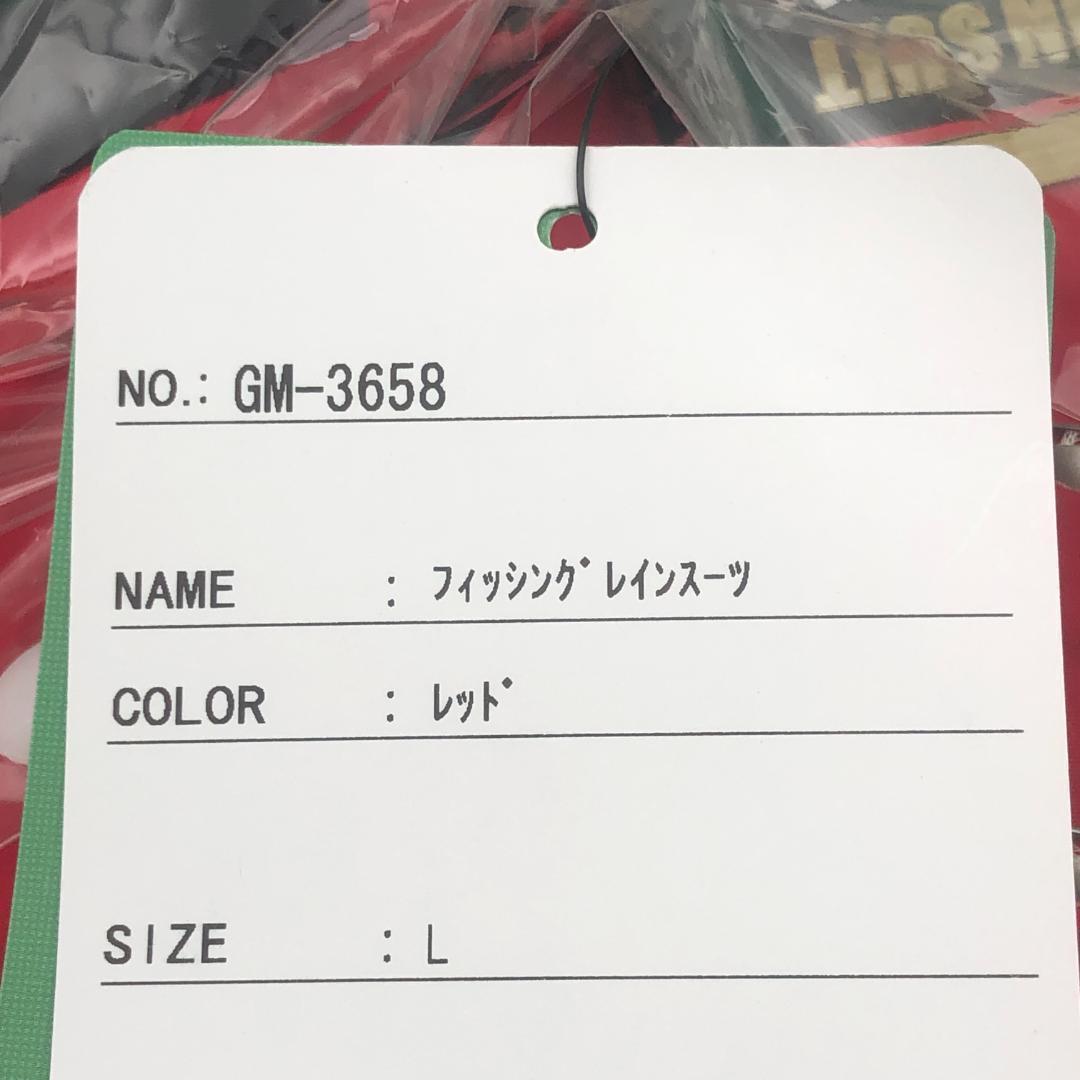 NO.: GM-3658
NAME : フィッシングレインスーツ
COLOR : レッド
SIZE : L